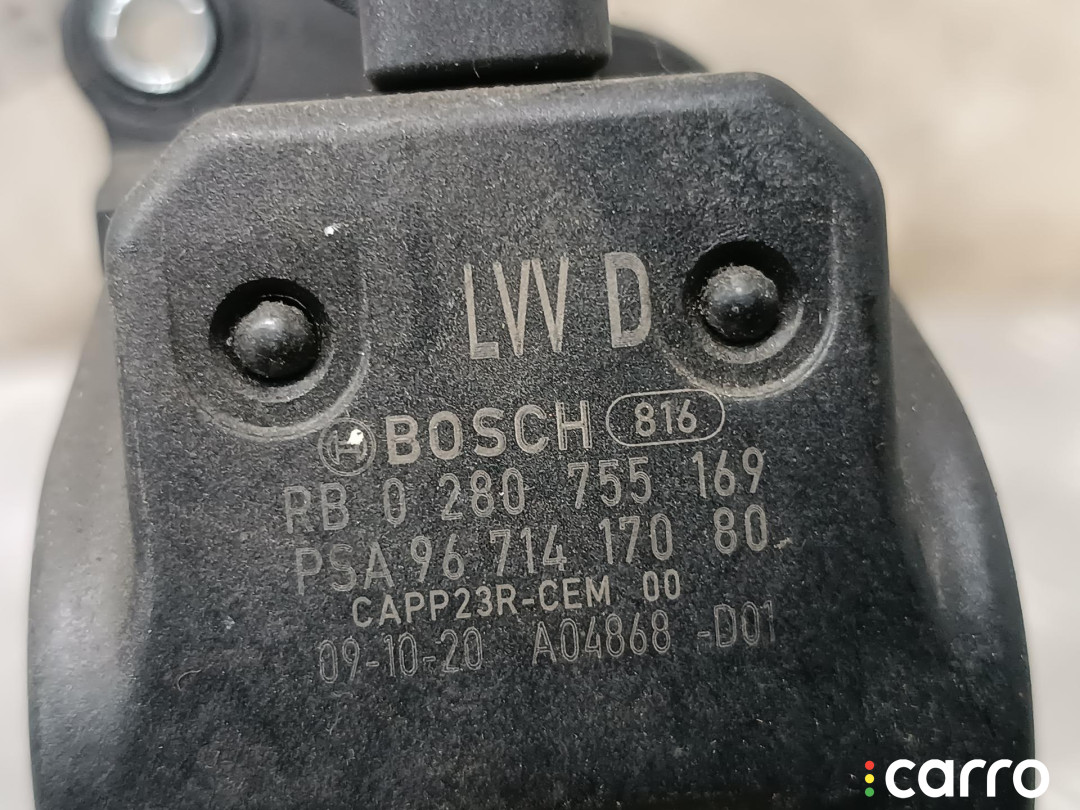 LWV D
BOSCH 816
RB 0 280 755 169
PSA 96 714 170 80
CAPP23R-CEM 00
09-10-20 A04868 -D01
carro